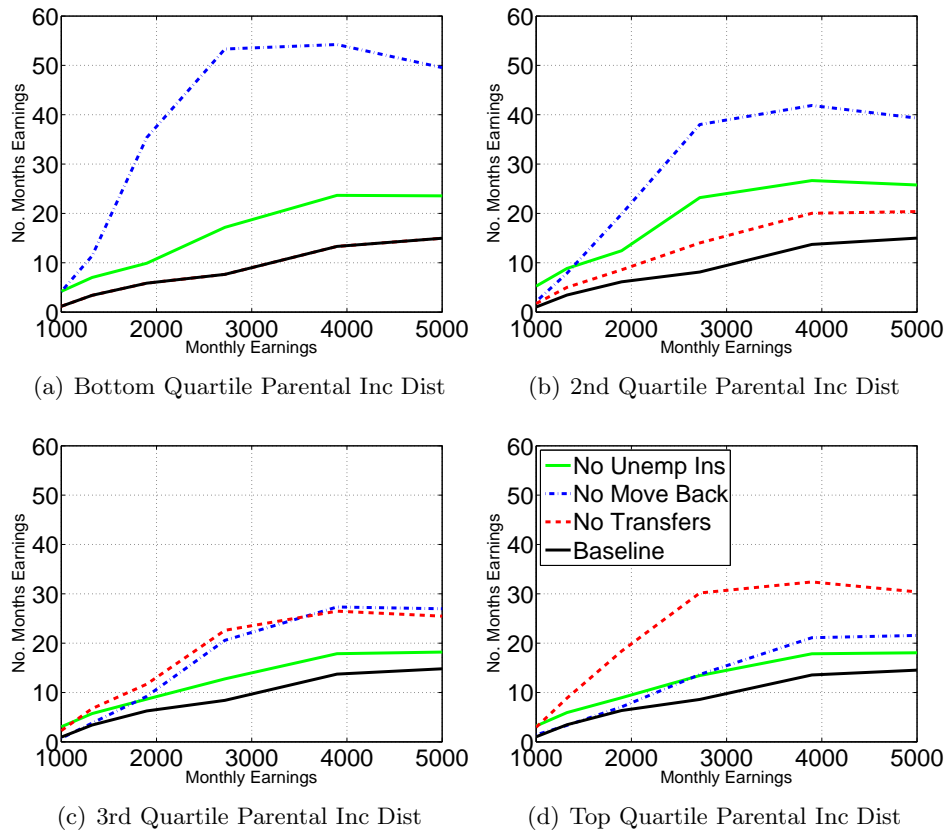 60
50
40
30
20
10
0
No. Months Earnings
1000 2000 3000 4000 5000
Monthly Earnings
(a) Bottom Quartile Parental Inc Dist
60
50
40
30
20
10
0
No. Months Earnings
1000 2000 3000 4000 5000
Monthly Earnings
(b) 2nd Quartile Parental Inc Dist
60
50
40
30
20
10
0
No. Months Earnings
1000 2000 3000 4000 5000
Monthly Earnings
(c) 3rd Quartile Parental Inc Dist
60
50
40
30
20
10
0
No. Months Earnings
No Unemp Ins
No Move Back
No Transfers
Baseline
1000 2000 3000 4000 5000
Monthly Earnings
(d) Top Quartile Parental Inc Dist